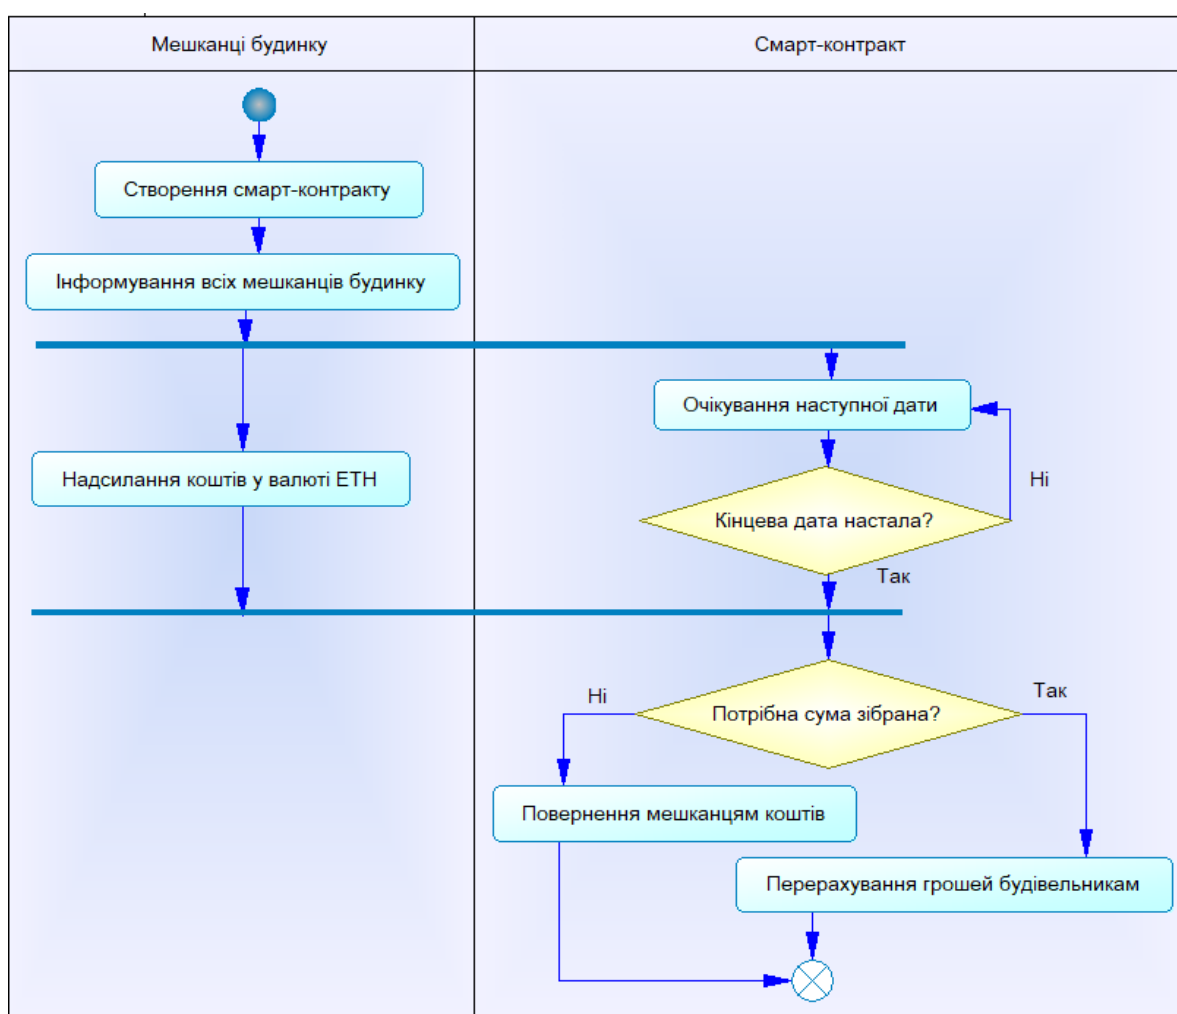 Мешканці будинку
Смарт-контракт
Створення смарт-контракту
Інформування всіх мешканців будинку
Очікування наступної дати
Надсилання коштів у валюті ETH
Ні
Кінцева дата настала?
Так
Ні
Так
Потрібна сума зібрана?
Повернення мешканцям коштів
Перерахування грошей будівельникам